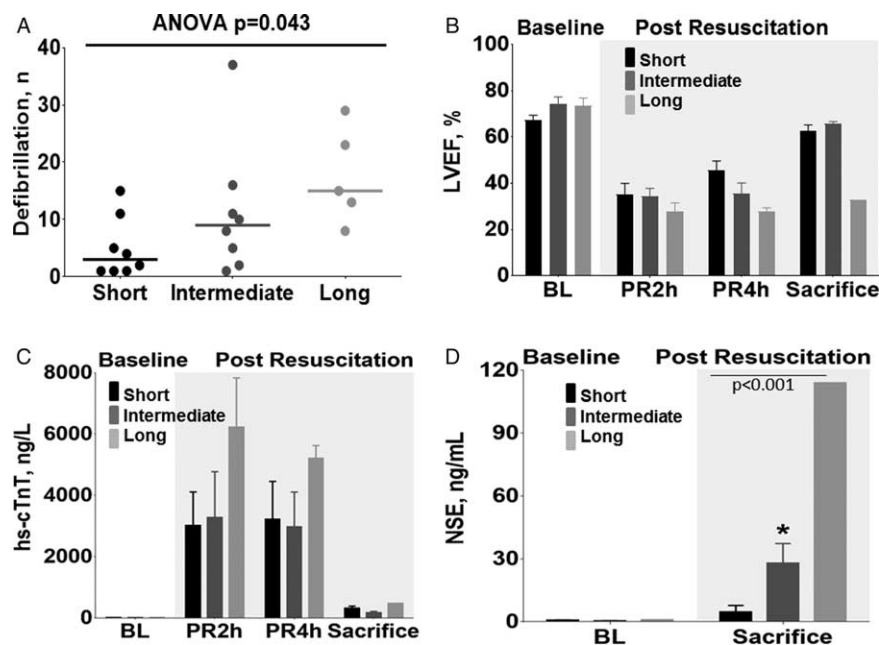 A
ANOVA p=0.043
Defibrillation, n
40
30
20
10
0
Short Intermediate Long
B
Baseline Post Resuscitation
Short
Intermediate
Long
LVEF, %
100
80
60
40
20
0
BL PR2h PR4h Sacrifice
C
Baseline Post Resuscitation
Short
Intermediate
Long
hs-cTnT, ng/L
8000
6000
4000
2000
0
BL PR2h PR4h Sacrifice
D
Baseline Post Resuscitation
p<0.001
Short
Intermediate
Long
NSE, ng/mL
120
90
60
30
0
*
BL Sacrifice